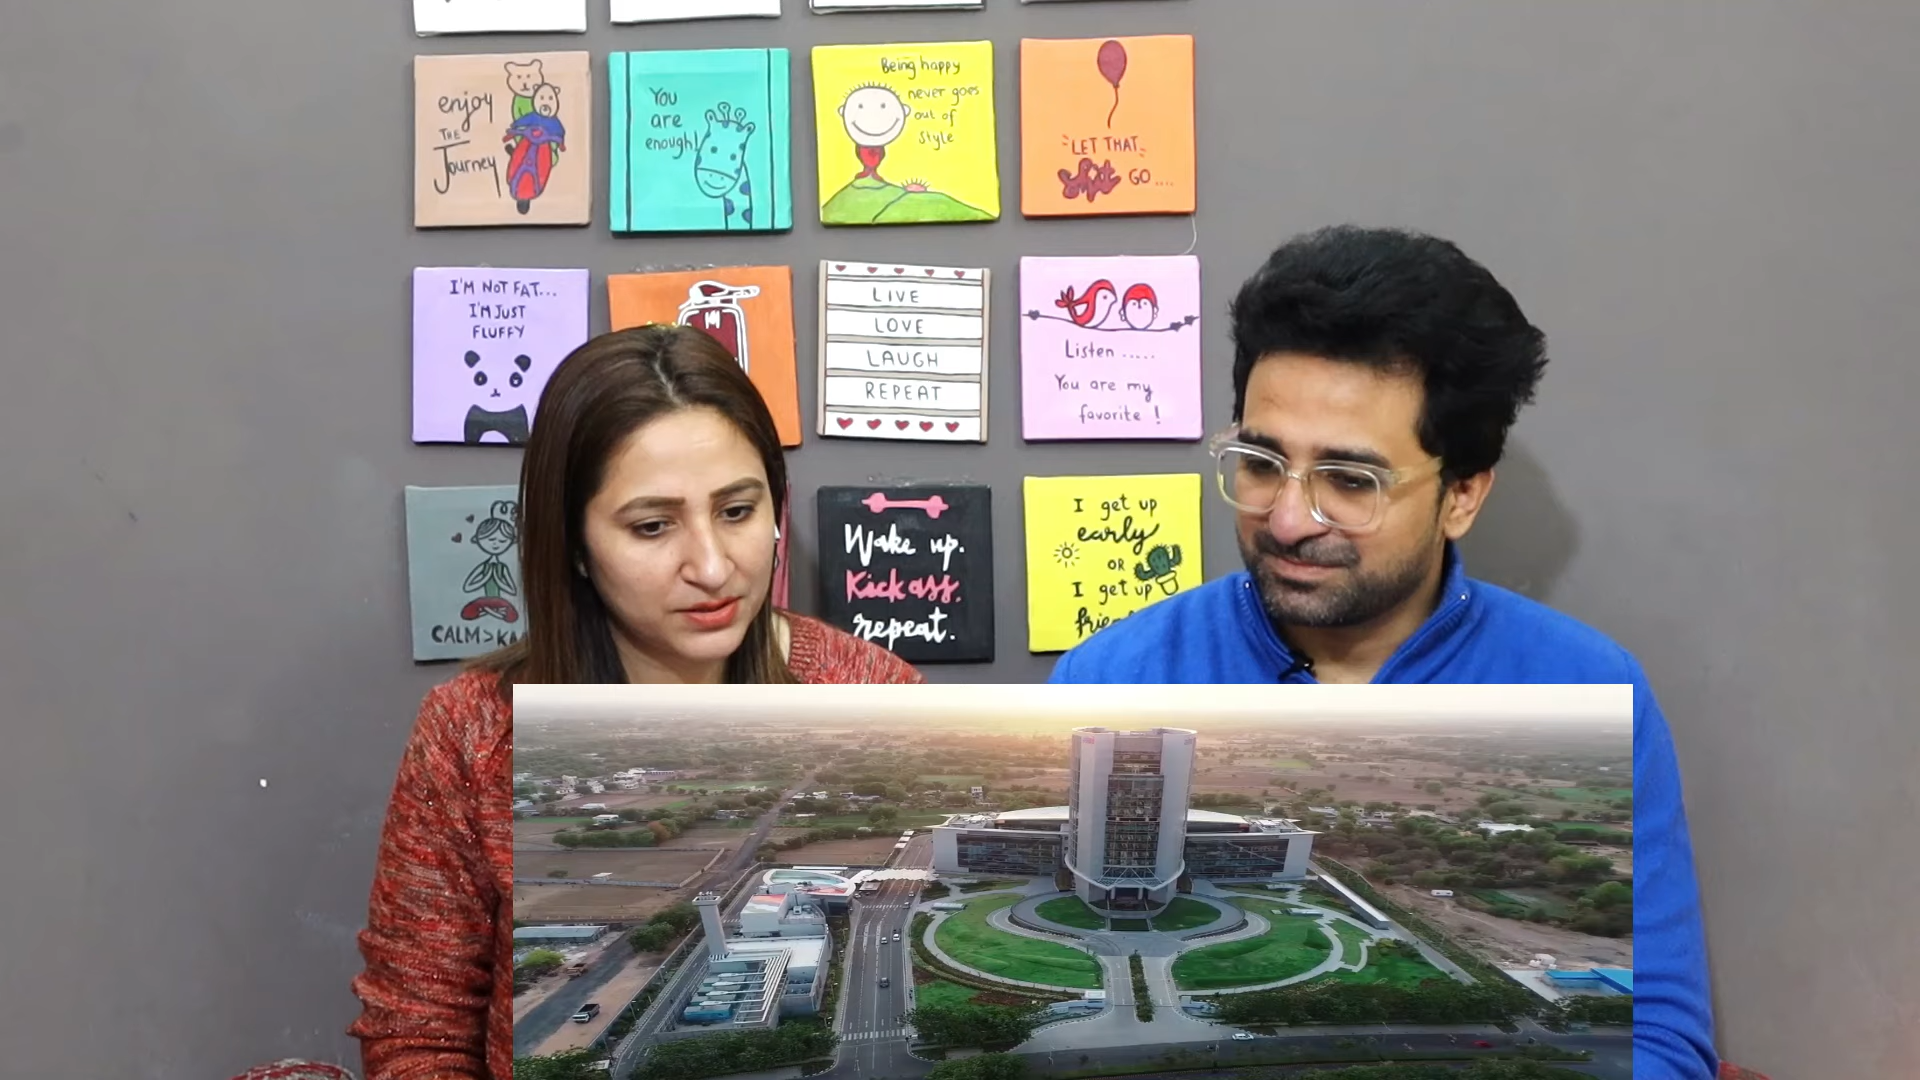 enjoy
THE
Journey
You
are
enough!
Being happy
never goes
out of
style
"LET THAT
Shit GO....
I'M NOT FAT...
I'M JUST
FLUFFY
LIVE
LOVE
LAUGH
REPEAT
Listen .....
You are my
favorite !
CALM>KA
Wake up.
Kick ass.
repeat.
I get up
early
OR
I get up